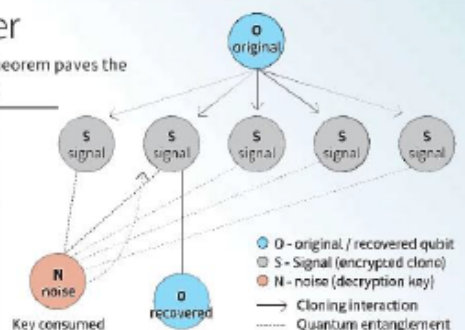 er
eorem paves the
O
original
S
signal
S
signal
S
signal
S
signal
S
signal
N
noise
Key consumed
O
recovered
O - original / recovered qubit
S - Signal (encrypted clone)
N - noise (decryption key)
Cloning interaction
Quantum entanglement